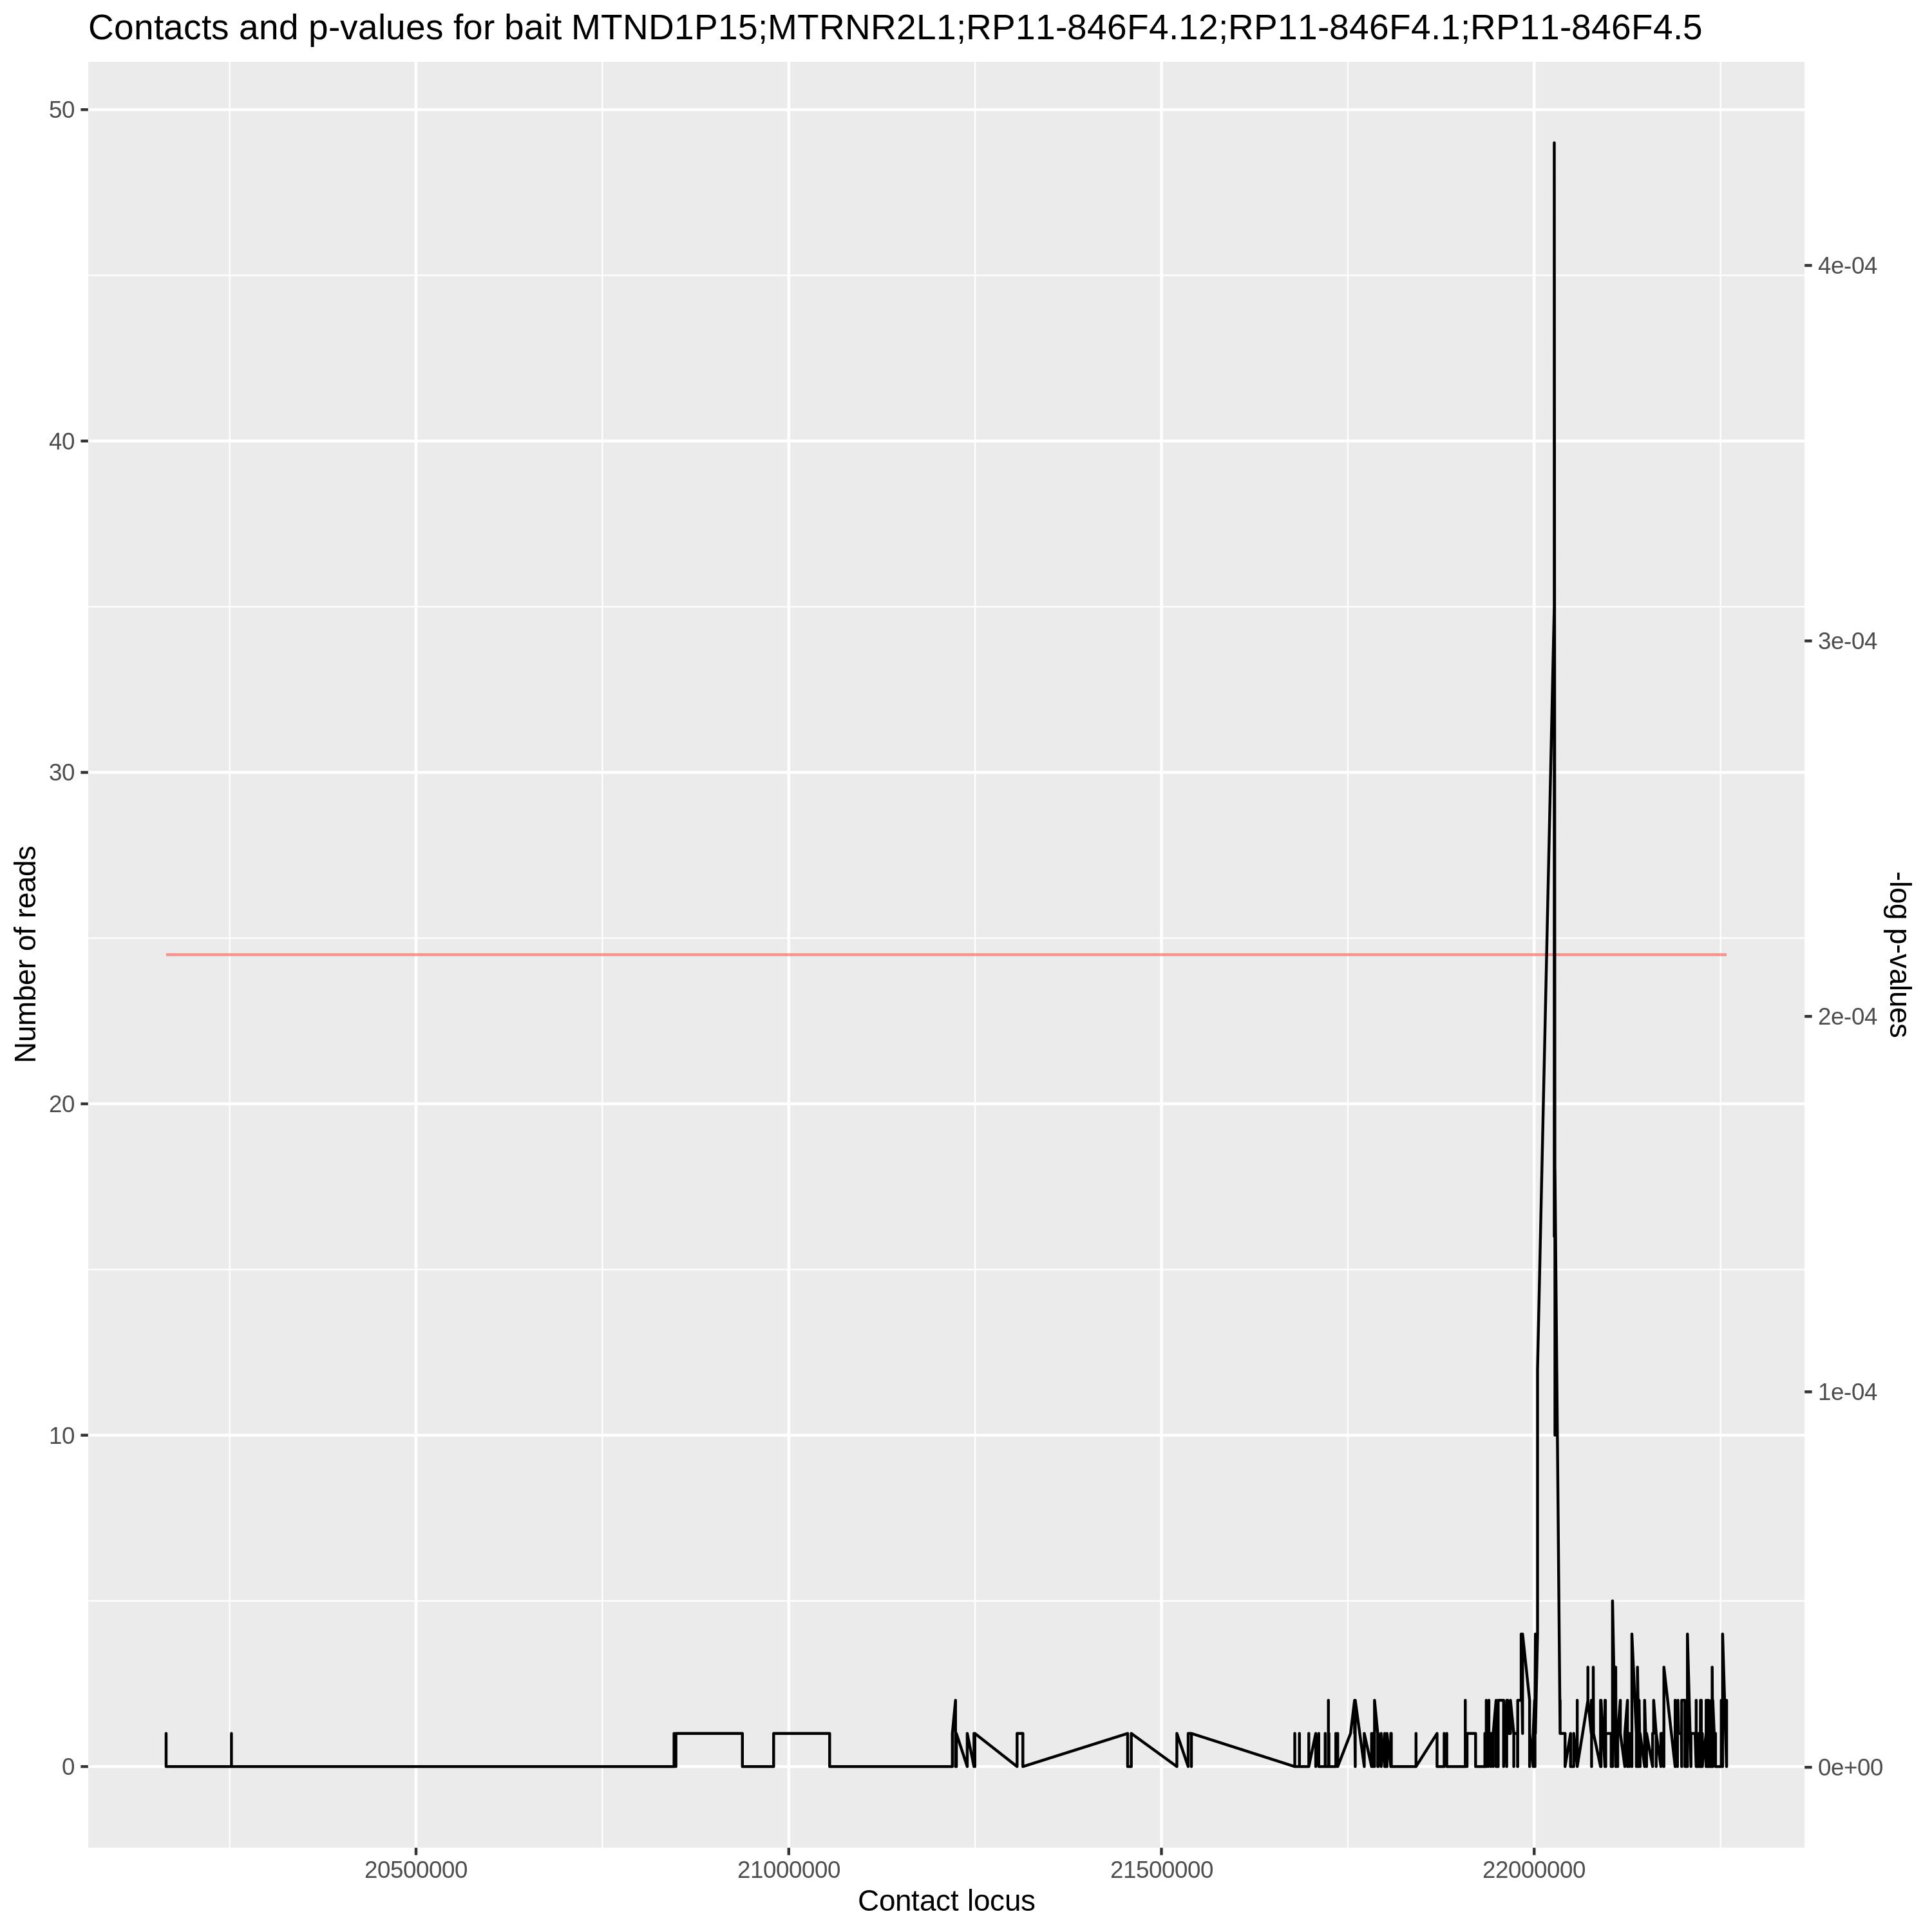 Contacts and p-values for bait MTND1P15;MTRNR2L1;RP11-846F4.12;RP11-846F4.1;RP11-846F4.5
50
40
30
20
10
0
Number of reads
4e-04
3e-04
2e-04
1e-04
0e+00
-log p-values
20500000
21000000
21500000
22000000
Contact locus